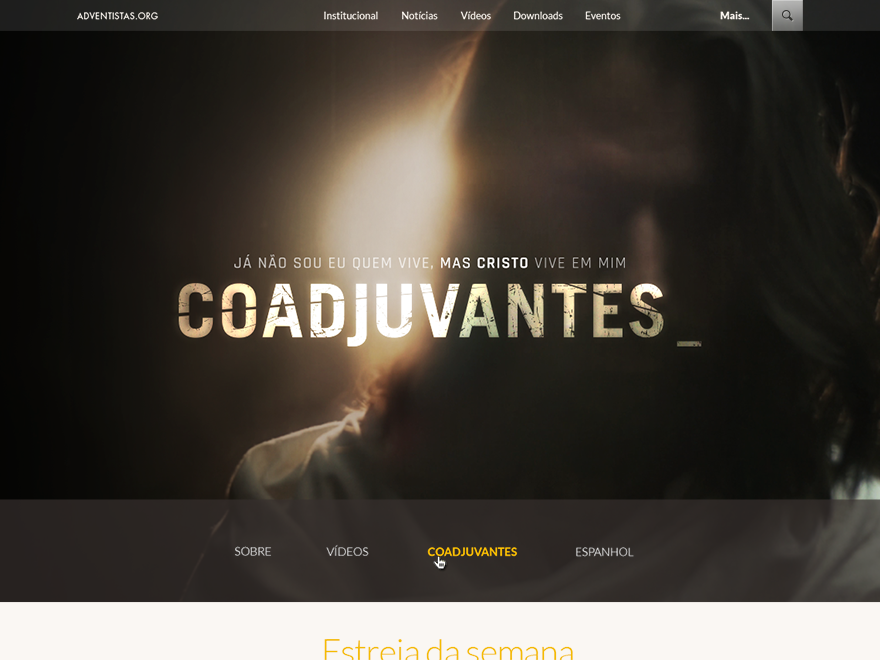 ADVENTISTAS.ORG Institucional Notícias Vídeos Downloads Eventos Mais...
JÁ NÃO SOU EU QUEM VIVE, MAS CRISTO VIVE EM MIM
COADJUVANTES_
SOBRE VÍDEOS COADJUVANTES ESPANHOL
Estreia da semana